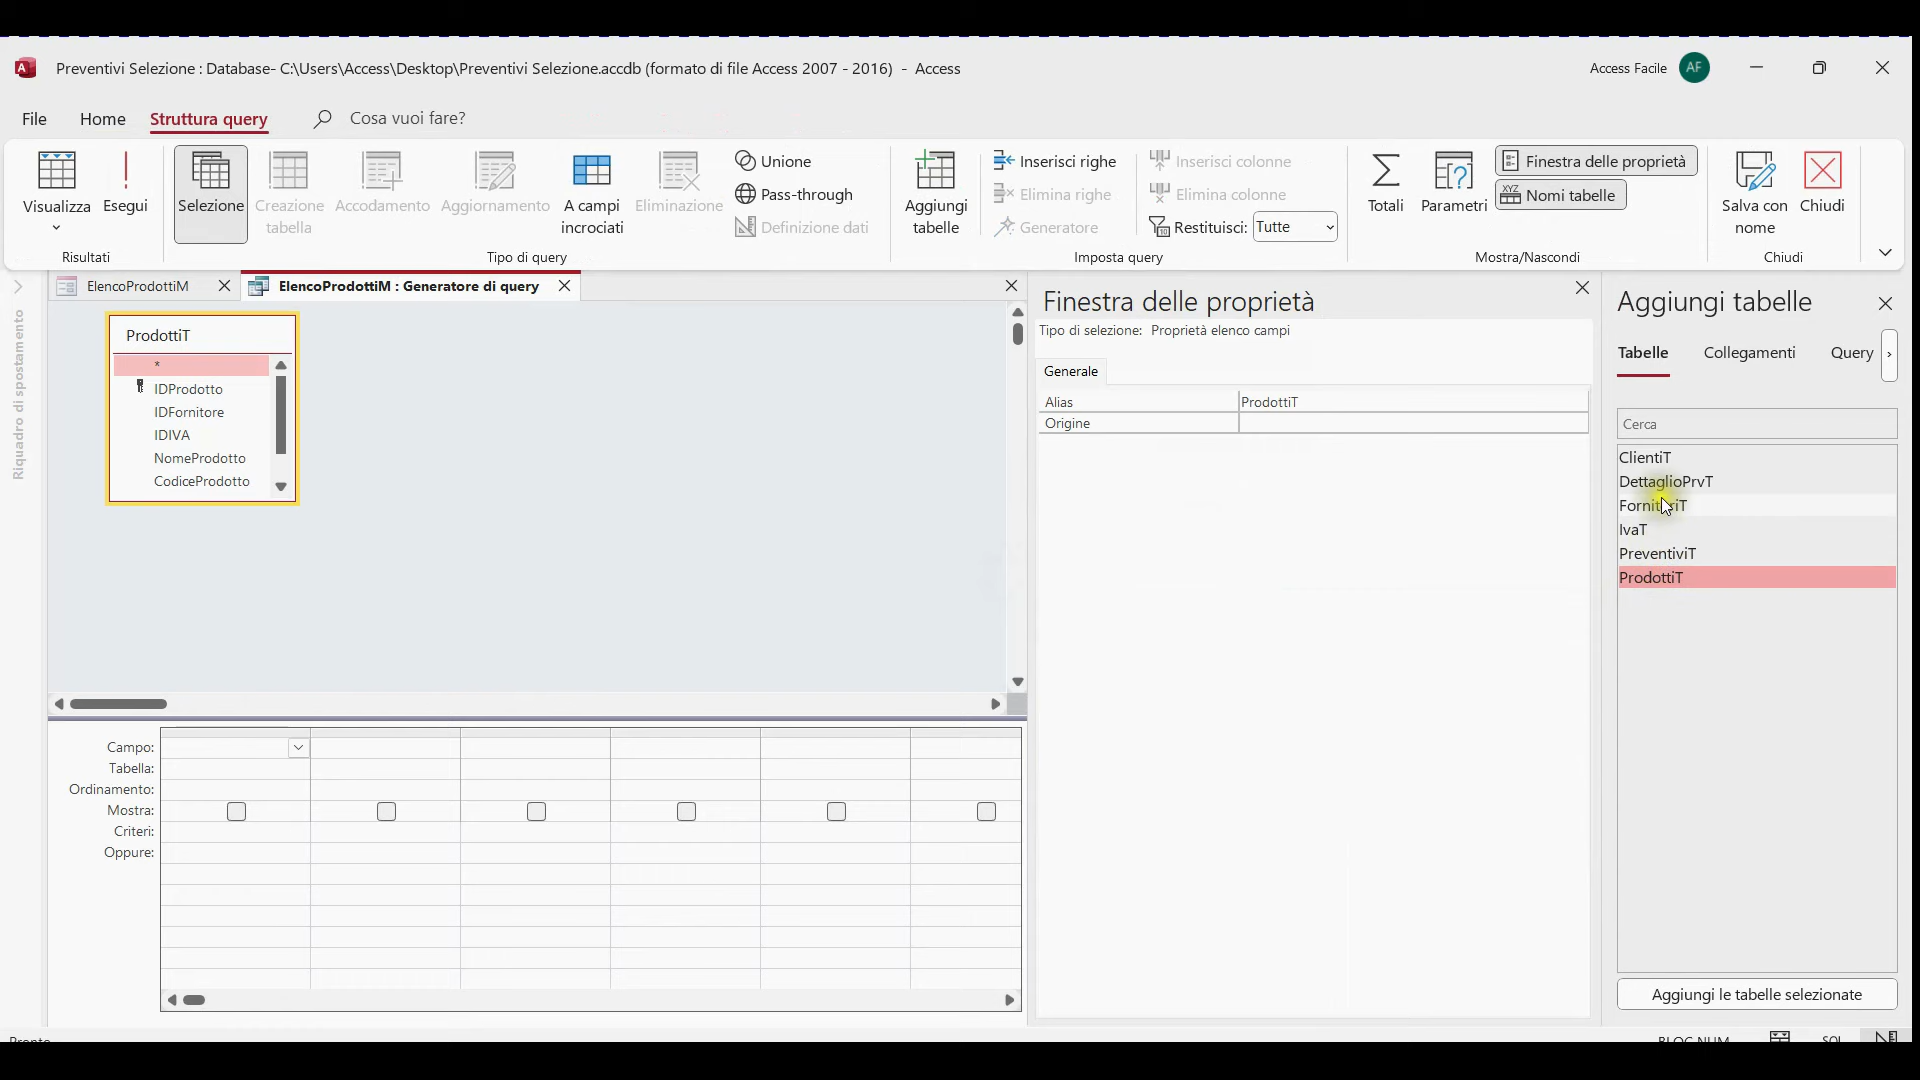 Preventivi Selezione : Database- C:\Users\Access\Desktop\Preventivi Selezione.accdb (formato di file Access 2007 - 2016) - Access
Access Facile
AF
File
Home
Struttura query
Cosa vuoi fare?
Visualizza
Esegui
Selezione
Creazione tabella
Accodamento
Aggiornamento
A campi incrociati
Eliminazione
Unione
Pass-through
Definizione dati
Aggiungi tabelle
Inserisci righe
Elimina righe
Generatore
Inserisci colonne
Elimina colonne
Restituisci: Tutte
Totali
Parametri
Finestra delle proprietà
Nomi tabelle
Salva con nome
Chiudi
Risultati
Tipo di query
Imposta query
Mostra/Nascondi
Chiudi
Riquadro di spostamento
ElencoProdottiM
ElencoProdottiM : Generatore di query
ProdottiT
*
IDProdotto
IDFornitore
IDIVA
NomeProdotto
CodiceProdotto
Campo:
Tabella:
Ordinamento:
Mostra:
Criteri:
Oppure:
Finestra delle proprietà
Tipo di selezione: Proprietà elenco campi
Generale
Alias ProdottiT
Origine
Aggiungi tabelle
Tabelle
Collegamenti
Query
Cerca
ClientiT
DettaglioPrvT
FornitoriT
IvaT
PreventiviT
ProdottiT
Aggiungi le tabelle selezionate
Pronto
BLOC NUM
SQL